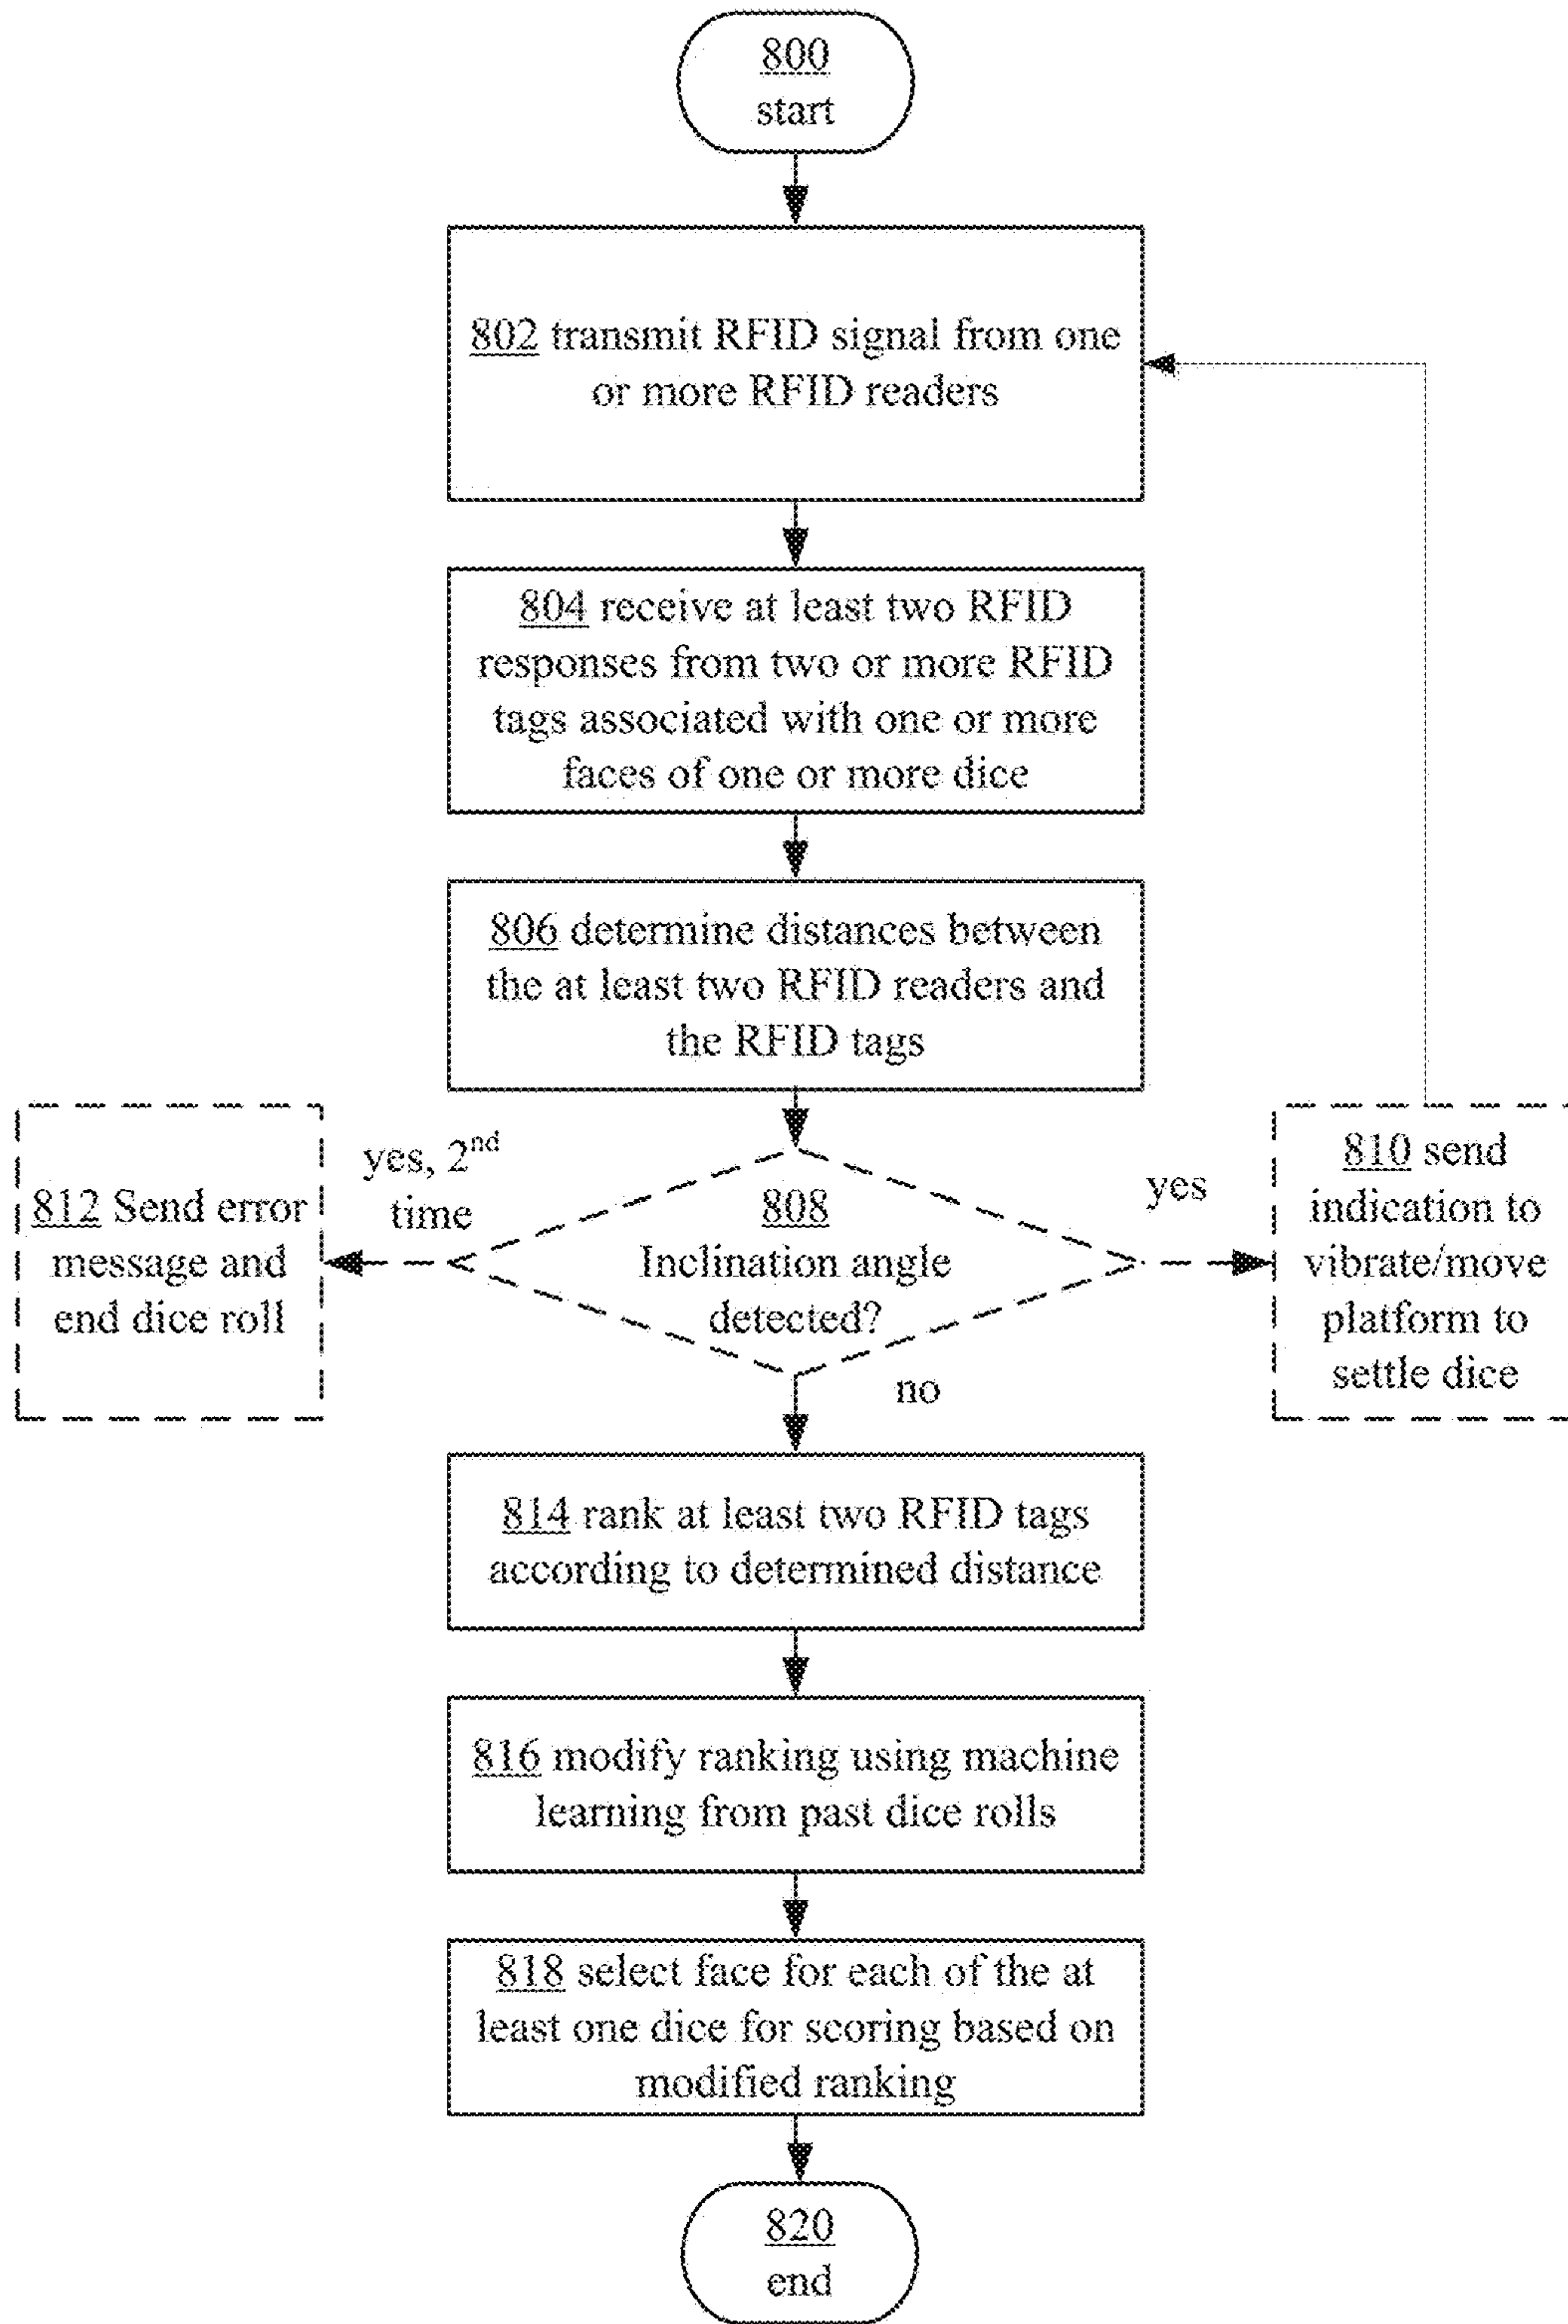 800
start
802 transmit RFID signal from one
or more RFID readers
804 receive at least two RFID
responses from two or more RFID
tags associated with one or more
faces of one or more dice
806 determine distances between
the at least two RFID readers and
the RFID tags
812 Send error
message and
end dice roll
yes, 2nd
time
808
Inclination angle
detected?
yes
810 send
indication to
vibrate/move
platform to
settle dice
no
814 rank at least two RFID tags
according to determined distance
816 modify ranking using machine
learning from past dice rolls
818 select face for each of the at
least one dice for scoring based on
modified ranking
820
end